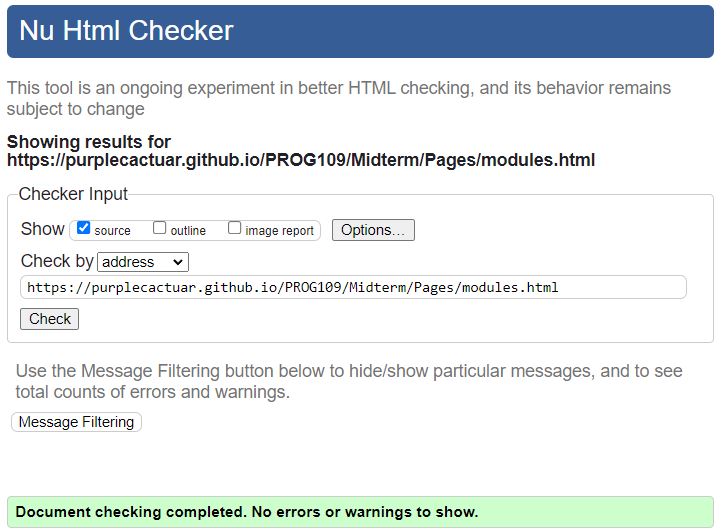 Nu Html Checker
This tool is an ongoing experiment in better HTML checking, and its behavior remains
subject to change
Showing results for
https://purplecactuar.github.io/PROG109/Midterm/Pages/modules.html
Checker Input
Show source outline image report Options...
Check by address
https://purplecactuar.github.io/PROG109/Midterm/Pages/modules.html
Check
Use the Message Filtering button below to hide/show particular messages, and to see
total counts of errors and warnings.
Message Filtering
Document checking completed. No errors or warnings to show.